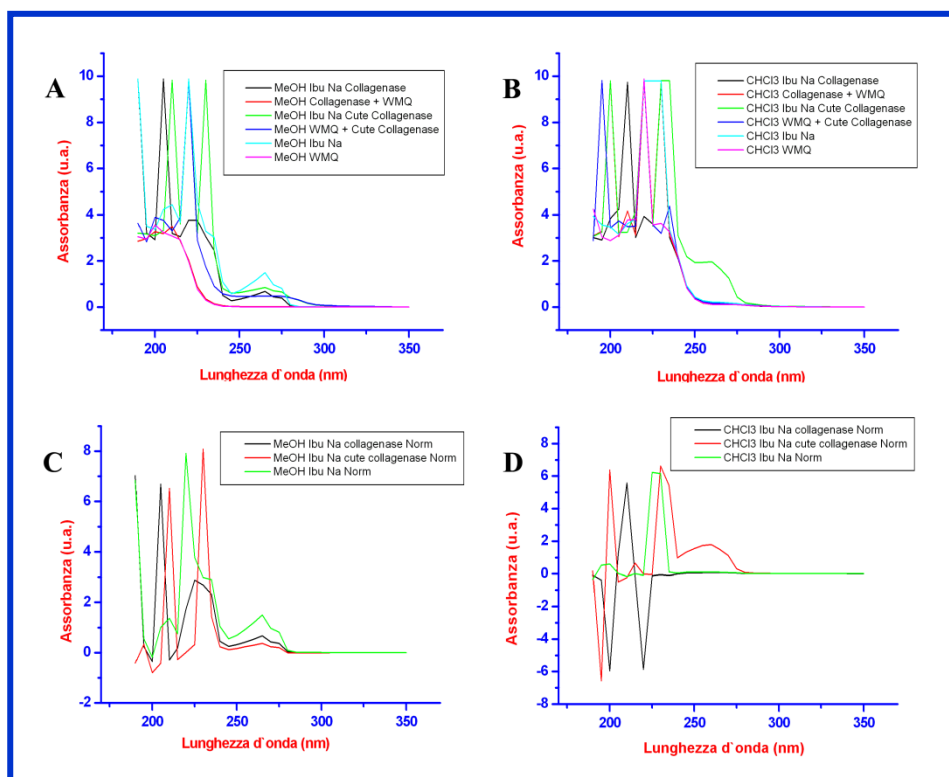 A
10
8
6
4
2
0
Assorbanza (u.a.)
MeOH Ibu Na Collagenase
MeOH Collagenase + WMQ
MeOH Ibu Na Cute Collagenase
MeOH WMQ + Cute Collagenase
MeOH Ibu Na
MeOH WMQ
200
250
300
350
Lunghezza d`onda (nm)
B
10
8
6
4
2
0
Assorbanza (u.a.)
CHCl3 Ibu Na Collagenase
CHCl3 Collagenase + WMQ
CHCl3 Ibu Na Cute Collagenase
CHCl3 WMQ + Cute Collagenase
CHCl3 Ibu Na
CHCl3 WMQ
200
250
300
350
Lunghezza d`onda (nm)
C
8
6
4
2
0
-2
Assorbanza (u.a.)
MeOH Ibu Na collagenase Norm
MeOH Ibu Na cute collagenase Norm
MeOH Ibu Na Norm
200
250
300
350
Lunghezza d`onda (nm)
D
8
6
4
2
0
-2
-4
-6
-8
Assorbanza (u.a.)
CHCl3 Ibu Na collagenase Norm
CHCl3 Ibu Na cute collagenase Norm
CHCl3 Ibu Na Norm
200
250
300
350
Lunghezza d`onda (nm)